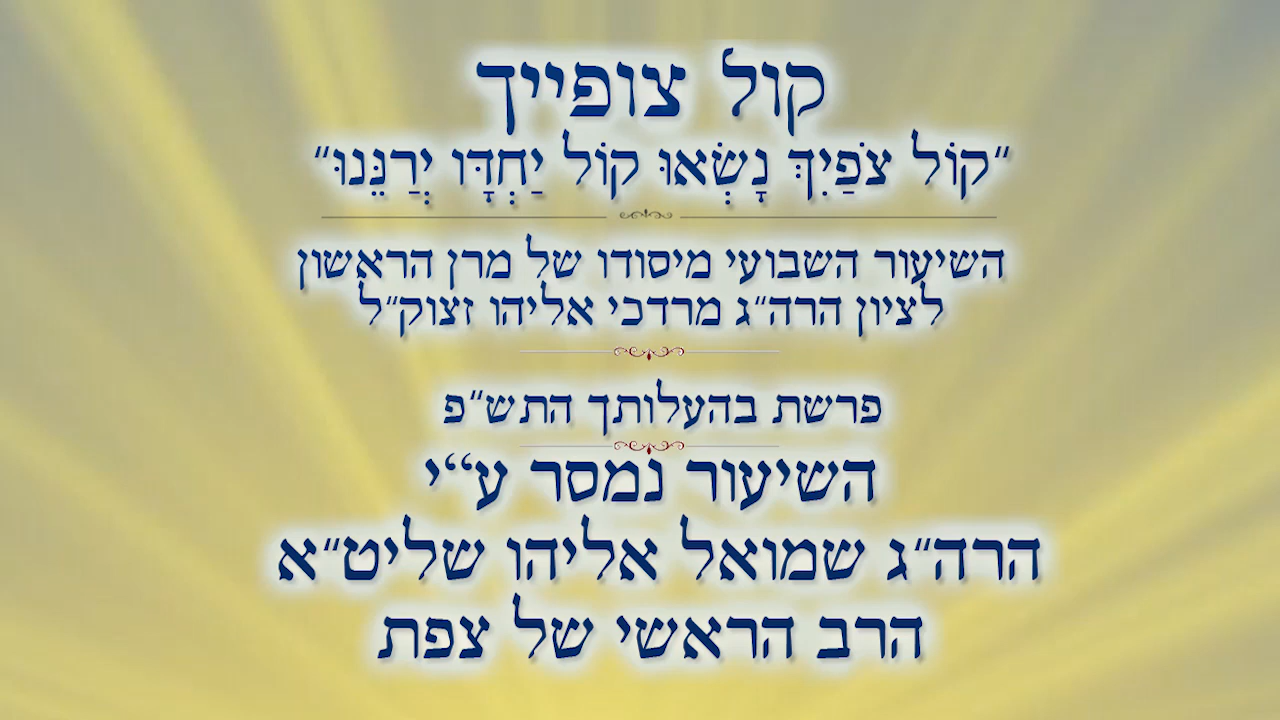 קול צופייך
"קוֹל צֹפַיִךְ נָשְׂאוּ קוֹל יַחְדָּו יְרַנֵּנוּ"
השיעור השבועי מיסודו של מרן הראשון
לציון הרה"ג מרדכי אליהו זצוק"ל
פרשת בהעלותך התש"פ
השיעור נמסר ע"י
הרה"ג שמואל אליהו שליט"א
הרב הראשי של צפת